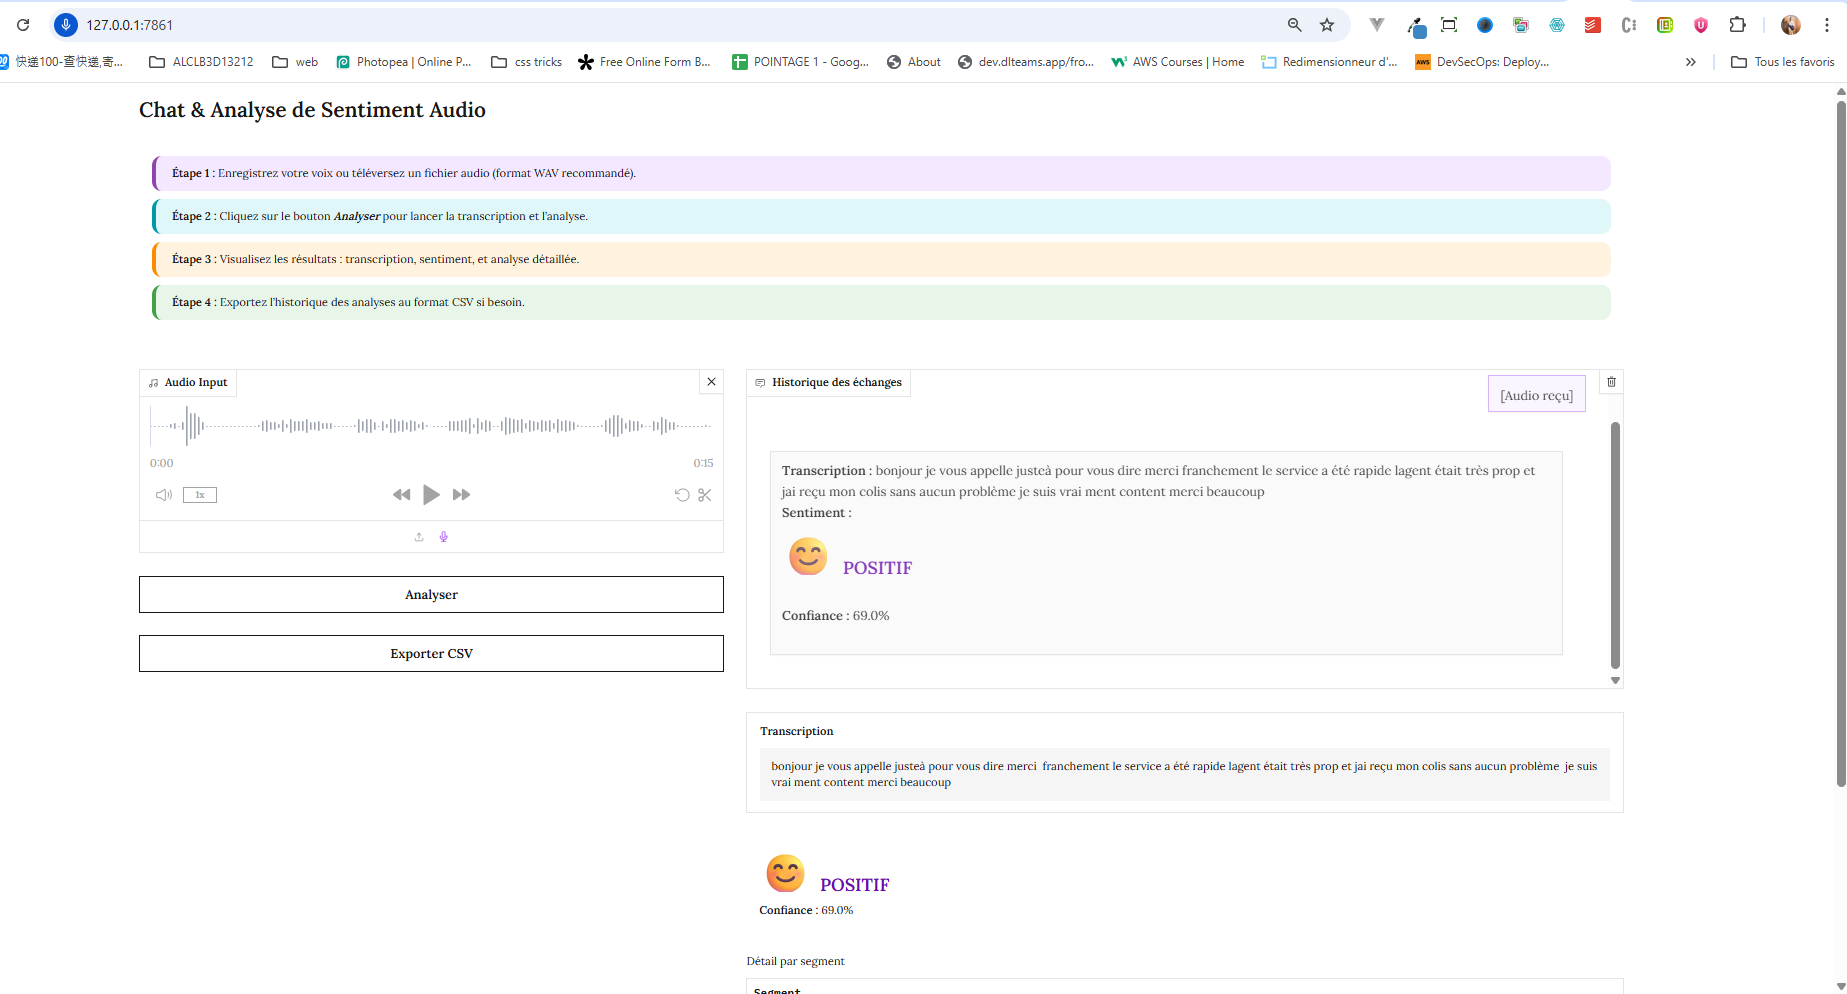 127.0.0.1:7861
快递100-查快递,寄...
ALCLB3D13212
web
Photopea | Online P...
css tricks
Free Online Form B...
POINTAGE 1 - Goog...
About
dev.dlteams.app/fro...
AWS Courses | Home
Redimensionneur d'...
DevSecOps: Deploy...
»
Tous les favoris
Chat & Analyse de Sentiment Audio
Étape 1 : Enregistrez votre voix ou téléversez un fichier audio (format WAV recommandé).
Étape 2 : Cliquez sur le bouton Analyser pour lancer la transcription et l'analyse.
Étape 3 : Visualisez les résultats : transcription, sentiment, et analyse détaillée.
Étape 4 : Exportez l'historique des analyses au format CSV si besoin.
Audio Input
0:00
0:15
1x
Analyser
Exporter CSV
Historique des échanges
[Audio reçu]
Transcription : bonjour je vous appelle justeà pour vous dire merci franchement le service a été rapide lagent était très prop et
jai reçu mon colis sans aucun problème je suis vrai ment content merci beaucoup
Sentiment :
POSITIF
Confiance : 69.0%
Transcription
bonjour je vous appelle justeà pour vous dire merci franchement le service a été rapide lagent était très prop et jai reçu mon colis sans aucun problème je suis
vrai ment content merci beaucoup
POSITIF
Confiance : 69.0%
Détail par segment
Segment